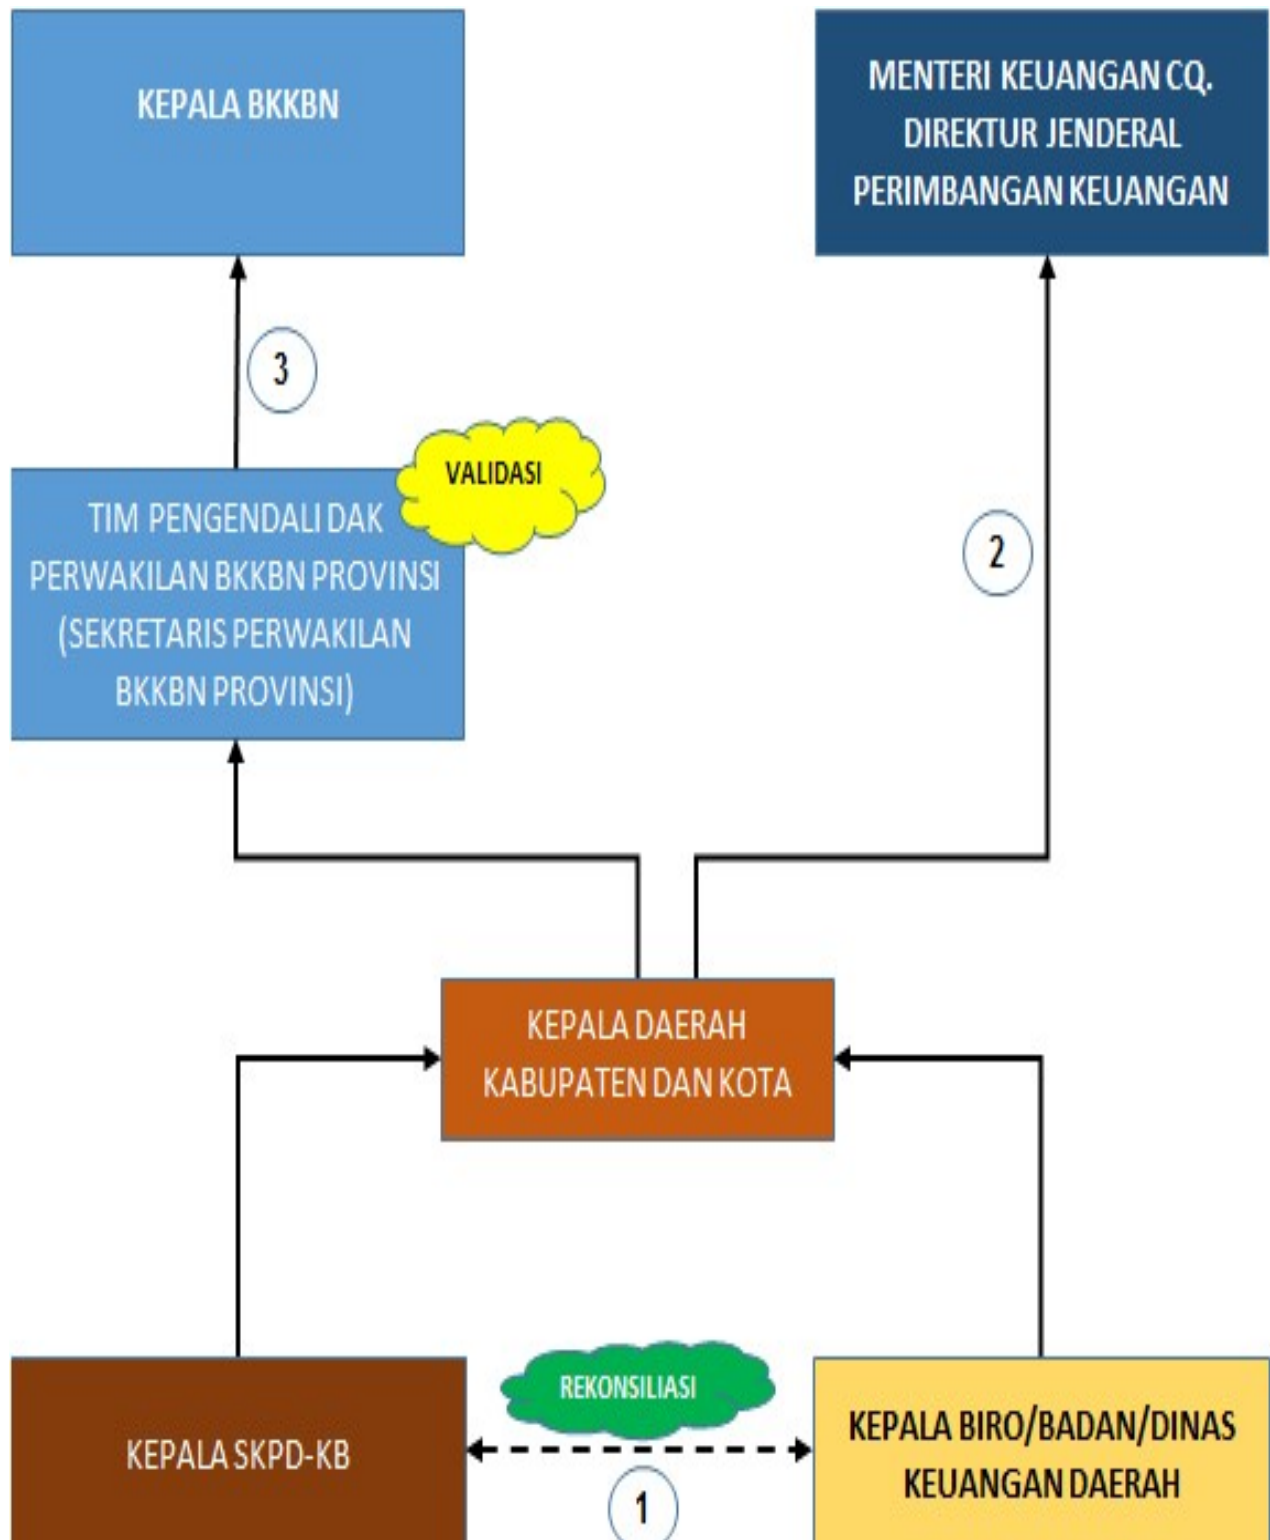 KEPALA BKKBN
MENTERI KEUANGAN CQ.
DIREKTUR JENDERAL
PERIMBANGAN KEUANGAN
3
VALIDASI
TIM PENGENDALI DAK
PERWAKILAN BKKBN PROVINSI
(SEKRETARIS PERWAKILAN
BKKBN PROVINSI)
2
KEPALA DAERAH
KABUPATEN DAN KOTA
REKONSILIASI
KEPALA SKPD-KB
1
KEPALA BIRO/BADAN/DINAS
KEUANGAN DAERAH